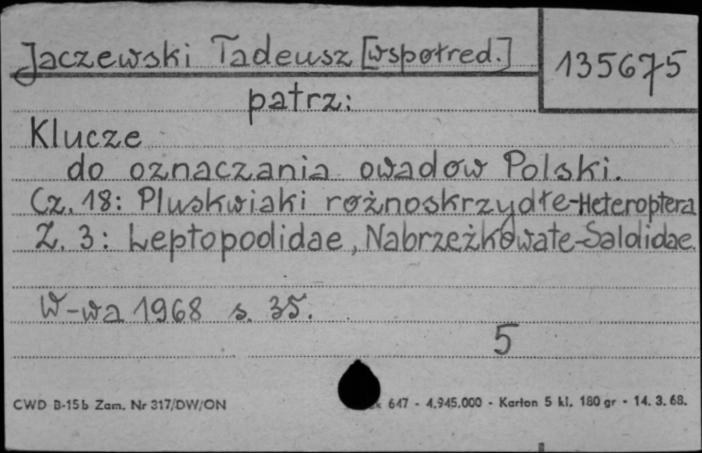 Jaczewski Tadeusz [współred.]
135675
patrz:
Klucze
do oznaczania owadów Polski.
Cz. 18: Pluskwiaki różnoskrzydłe-Heteroptera
Z. 3: Leptopodidae, Nabrzeżkowate-Saldidae.
W-wa 1968 s. 35.
5
CWD B-15b Zam. Nr 317/DW/ON 647 - 4.945.000 - Karton 5 kl. 180 gr - 14. 3. 68.